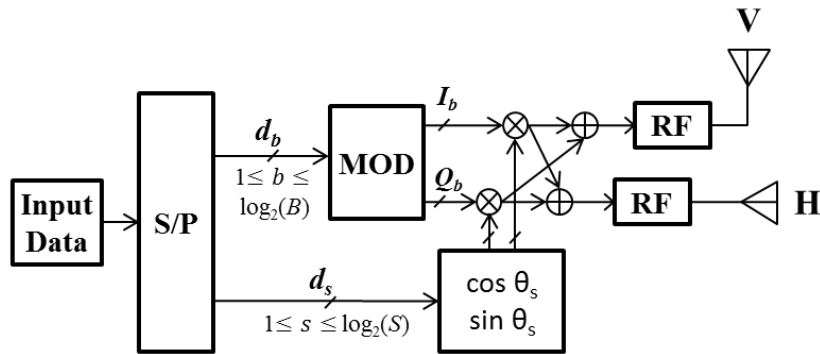 V
I_b
RF
d_b
MOD
1≤ b ≤
log₂(B)
Q_b
Input
Data
S/P
RF
H
d_s
1≤ s ≤log₂(S)
cos θ_s
sin θ_s